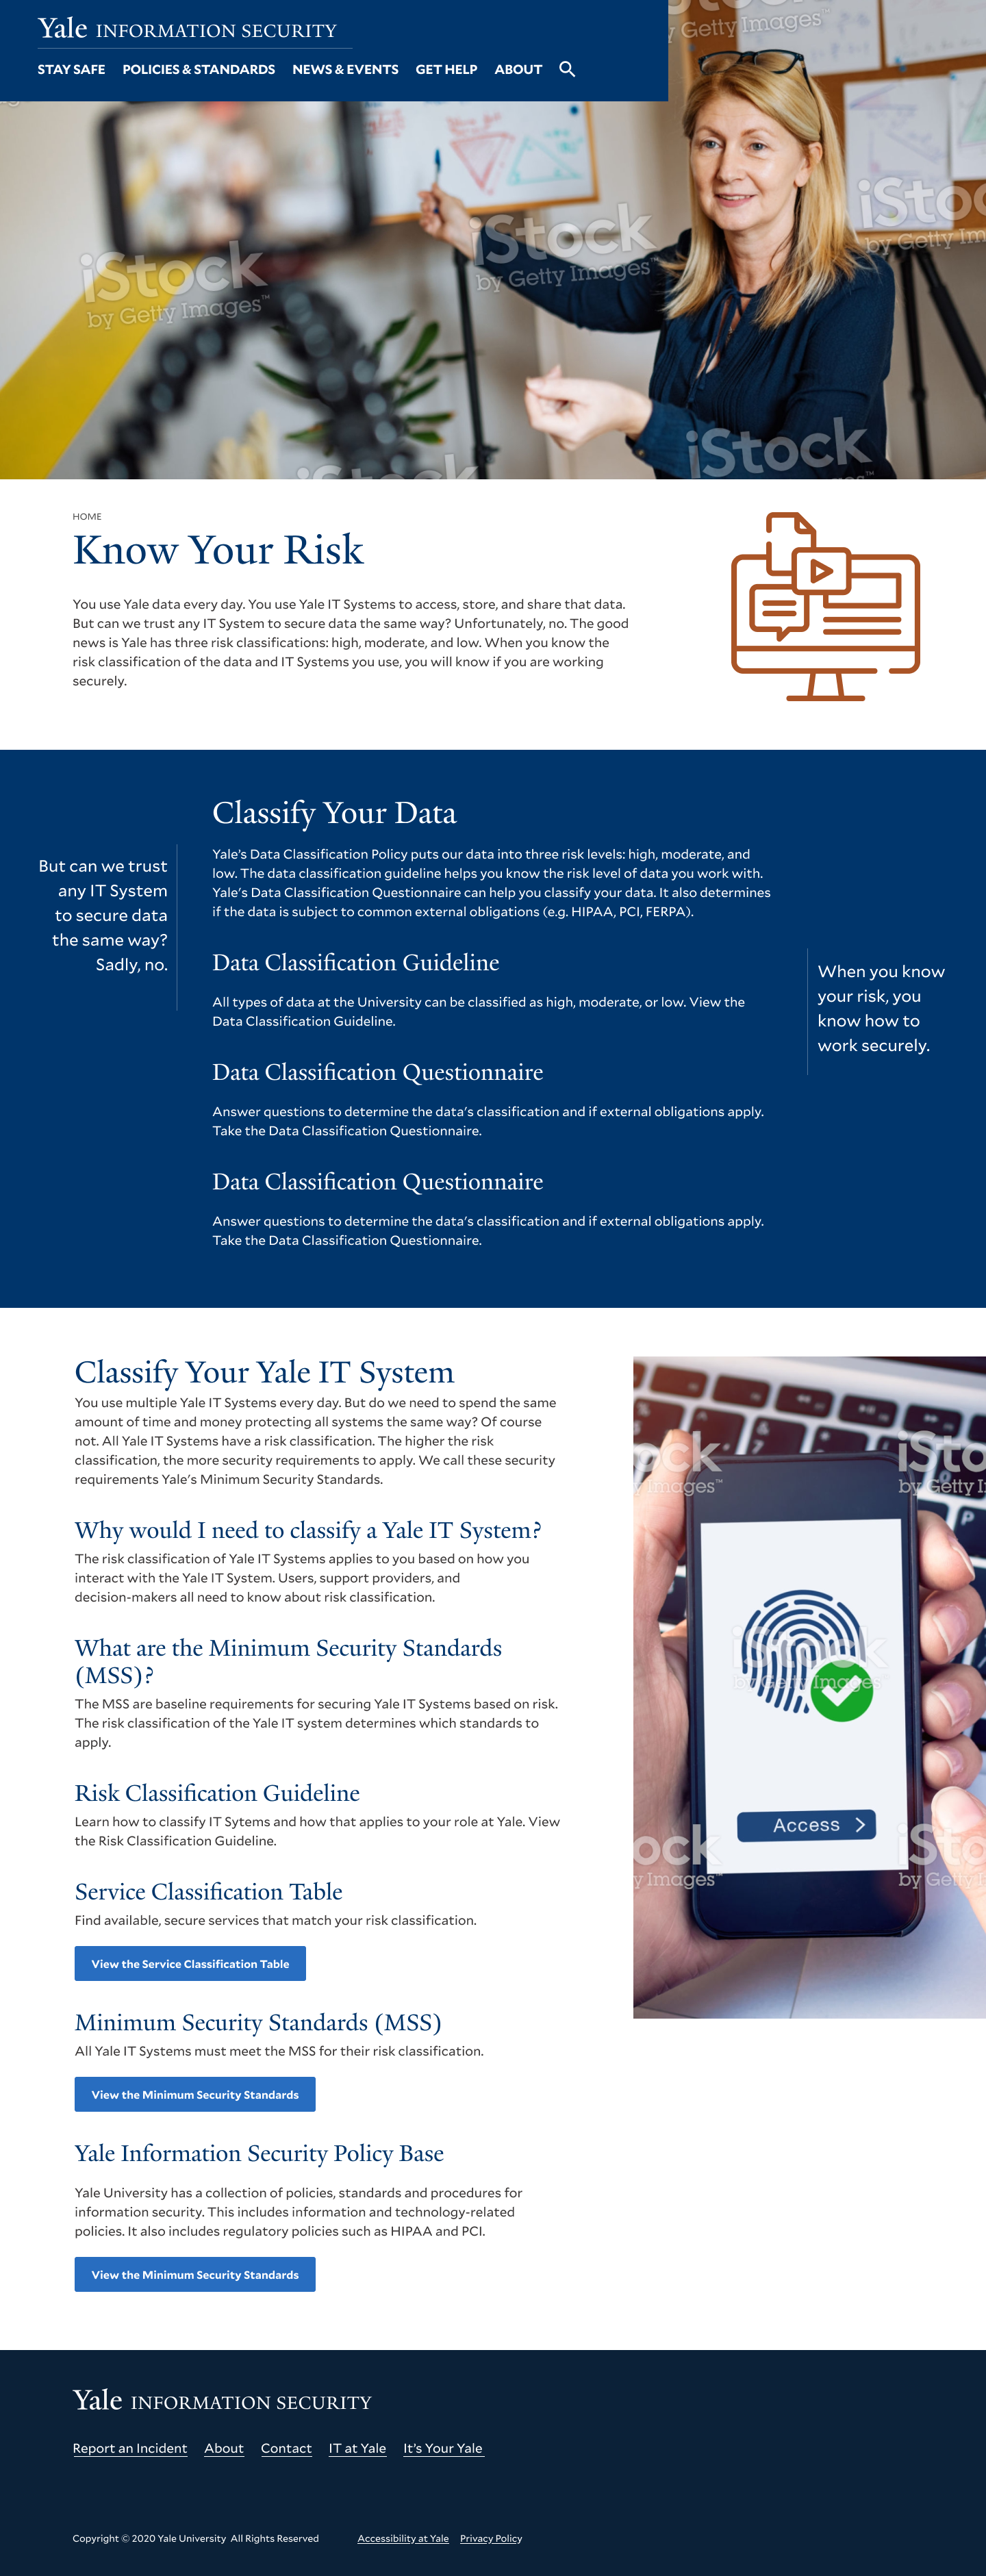 Yale INFORMATION SECURITY
STAY SAFE POLICIES & STANDARDS NEWS & EVENTS GET HELP ABOUT
by Getty Images™
iStock
by Getty Images™
iStock
by Getty Images™
iStock
by Getty Im
iStock
iStock
HOME
Know Your Risk
You use Yale data every day. You use Yale IT Systems to access, store, and share that data.
But can we trust any IT System to secure data the same way? Unfortunately, no. The good
news is Yale has three risk classifications: high, moderate, and low. When you know the
risk classification of the data and IT Systems you use, you will know if you are working
securely.
But can we trust
any IT System
to secure data
the same way?
Sadly, no.
Classify Your Data
Yale's Data Classification Policy puts our data into three risk levels: high, moderate, and
low. The data classification guideline helps you know the risk level of data you work with.
Yale's Data Classification Questionnaire can help you classify your data. It also determines
if the data is subject to common external obligations (e.g. HIPAA, PCI, FERPA).
Data Classification Guideline
All types of data at the University can be classified as high, moderate, or low. View the
Data Classification Guideline.
Data Classification Questionnaire
Answer questions to determine the data's classification and if external obligations apply.
Take the Data Classification Questionnaire.
Data Classification Questionnaire
Answer questions to determine the data's classification and if external obligations apply.
Take the Data Classification Questionnaire.
When you know
your risk, you
know how to
work securely.
Classify Your Yale IT System
You use multiple Yale IT Systems every day. But do we need to spend the same
amount of time and money protecting all systems the same way? Of course
not. All Yale IT Systems have a risk classification. The higher the risk
classification, the more security requirements to apply. We call these security
requirements Yale's Minimum Security Standards.
Why would I need to classify a Yale IT System?
The risk classification of Yale IT Systems applies to you based on how you
interact with the Yale IT System. Users, support providers, and
decision-makers all need to know about risk classification.
What are the Minimum Security Standards
(MSS)?
The MSS are baseline requirements for securing Yale IT Systems based on risk.
The risk classification of the Yale IT system determines which standards to
apply.
Risk Classification Guideline
Learn how to classify IT Sytems and how that applies to your role at Yale. View
the Risk Classification Guideline.
Service Classification Table
Find available, secure services that match your risk classification.
View the Service Classification Table
Minimum Security Standards (MSS)
All Yale IT Systems must meet the MSS for their risk classification.
View the Minimum Security Standards
Yale Information Security Policy Base
Yale University has a collection of policies, standards and procedures for
information security. This includes information and technology-related
policies. It also includes regulatory policies such as HIPAA and PCI.
View the Minimum Security Standards
iStock
by Getty Images
Access >
Yale INFORMATION SECURITY
Report an Incident About Contact IT at Yale It's Your Yale
Copyright © 2020 Yale University All Rights Reserved Accessibility at Yale Privacy Policy